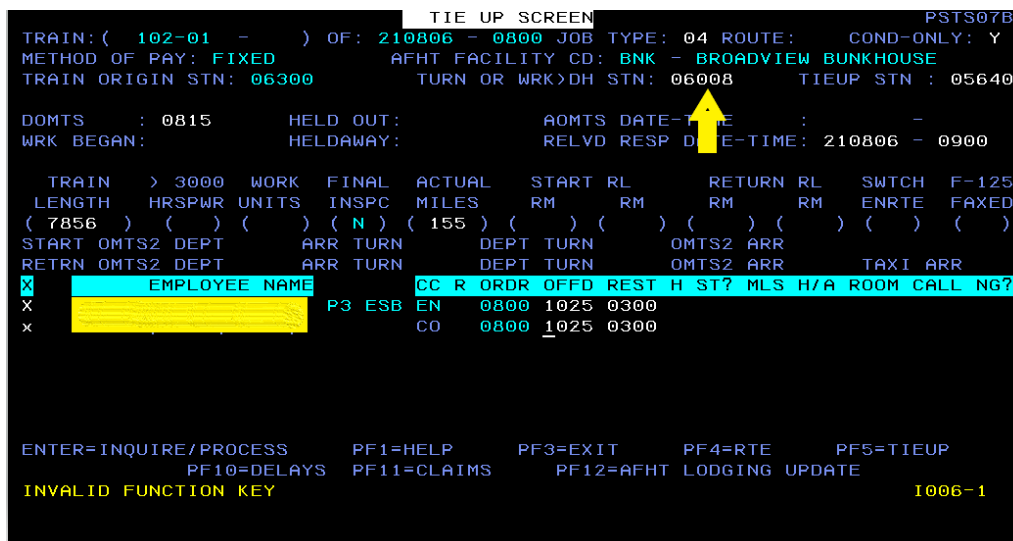 TIE UP SCREEN PSTS07B
TRAIN:( 102-01 - ) OF: 210806 - 0800 JOB TYPE: 04 ROUTE: COND-ONLY: Y
METHOD OF PAY: FIXED AFHT FACILITY CD: BNK - BROADVIEW BUNKHOUSE
TRAIN ORIGIN STN: 06300 TURN OR WRK>DH STN: 06008 TIEUP STN : 05640
DOMTS : 0815 HELD OUT: AOMTS DATE- : -
WRK BEGAN: HELDAWAY: RELVD RESP DATE-TIME: 210806 - 0900
TRAIN > 3000 WORK FINAL ACTUAL START RL RETURN RL SWTCH F-125
LENGTH HRSPWR UNITS INSPC MILES RM RM RM RM ENRTE FAXED
( 7856 ) ( ) ( ) ( N ) ( 155 ) ( ) ( ) ( ) ( ) ( ) ( )
START OMTS2 DEPT ARR TURN DEPT TURN OMTS2 ARR
RETRN OMTS2 DEPT ARR TURN DEPT TURN OMTS2 ARR TAXI ARR
X EMPLOYEE NAME CC R ORDR OFFD REST H ST? MLS H/A ROOM CALL NG?
X P3 ESB EN 0800 1025 0300
x CO 0800 1025 0300
ENTER=INQUIRE/PROCESS PF1=HELP PF3=EXIT PF4=RTE PF5=TIEUP
PF10=DELAYS PF11=CLAIMS PF12=AFHT LODGING UPDATE
INVALID FUNCTION KEY I006-1